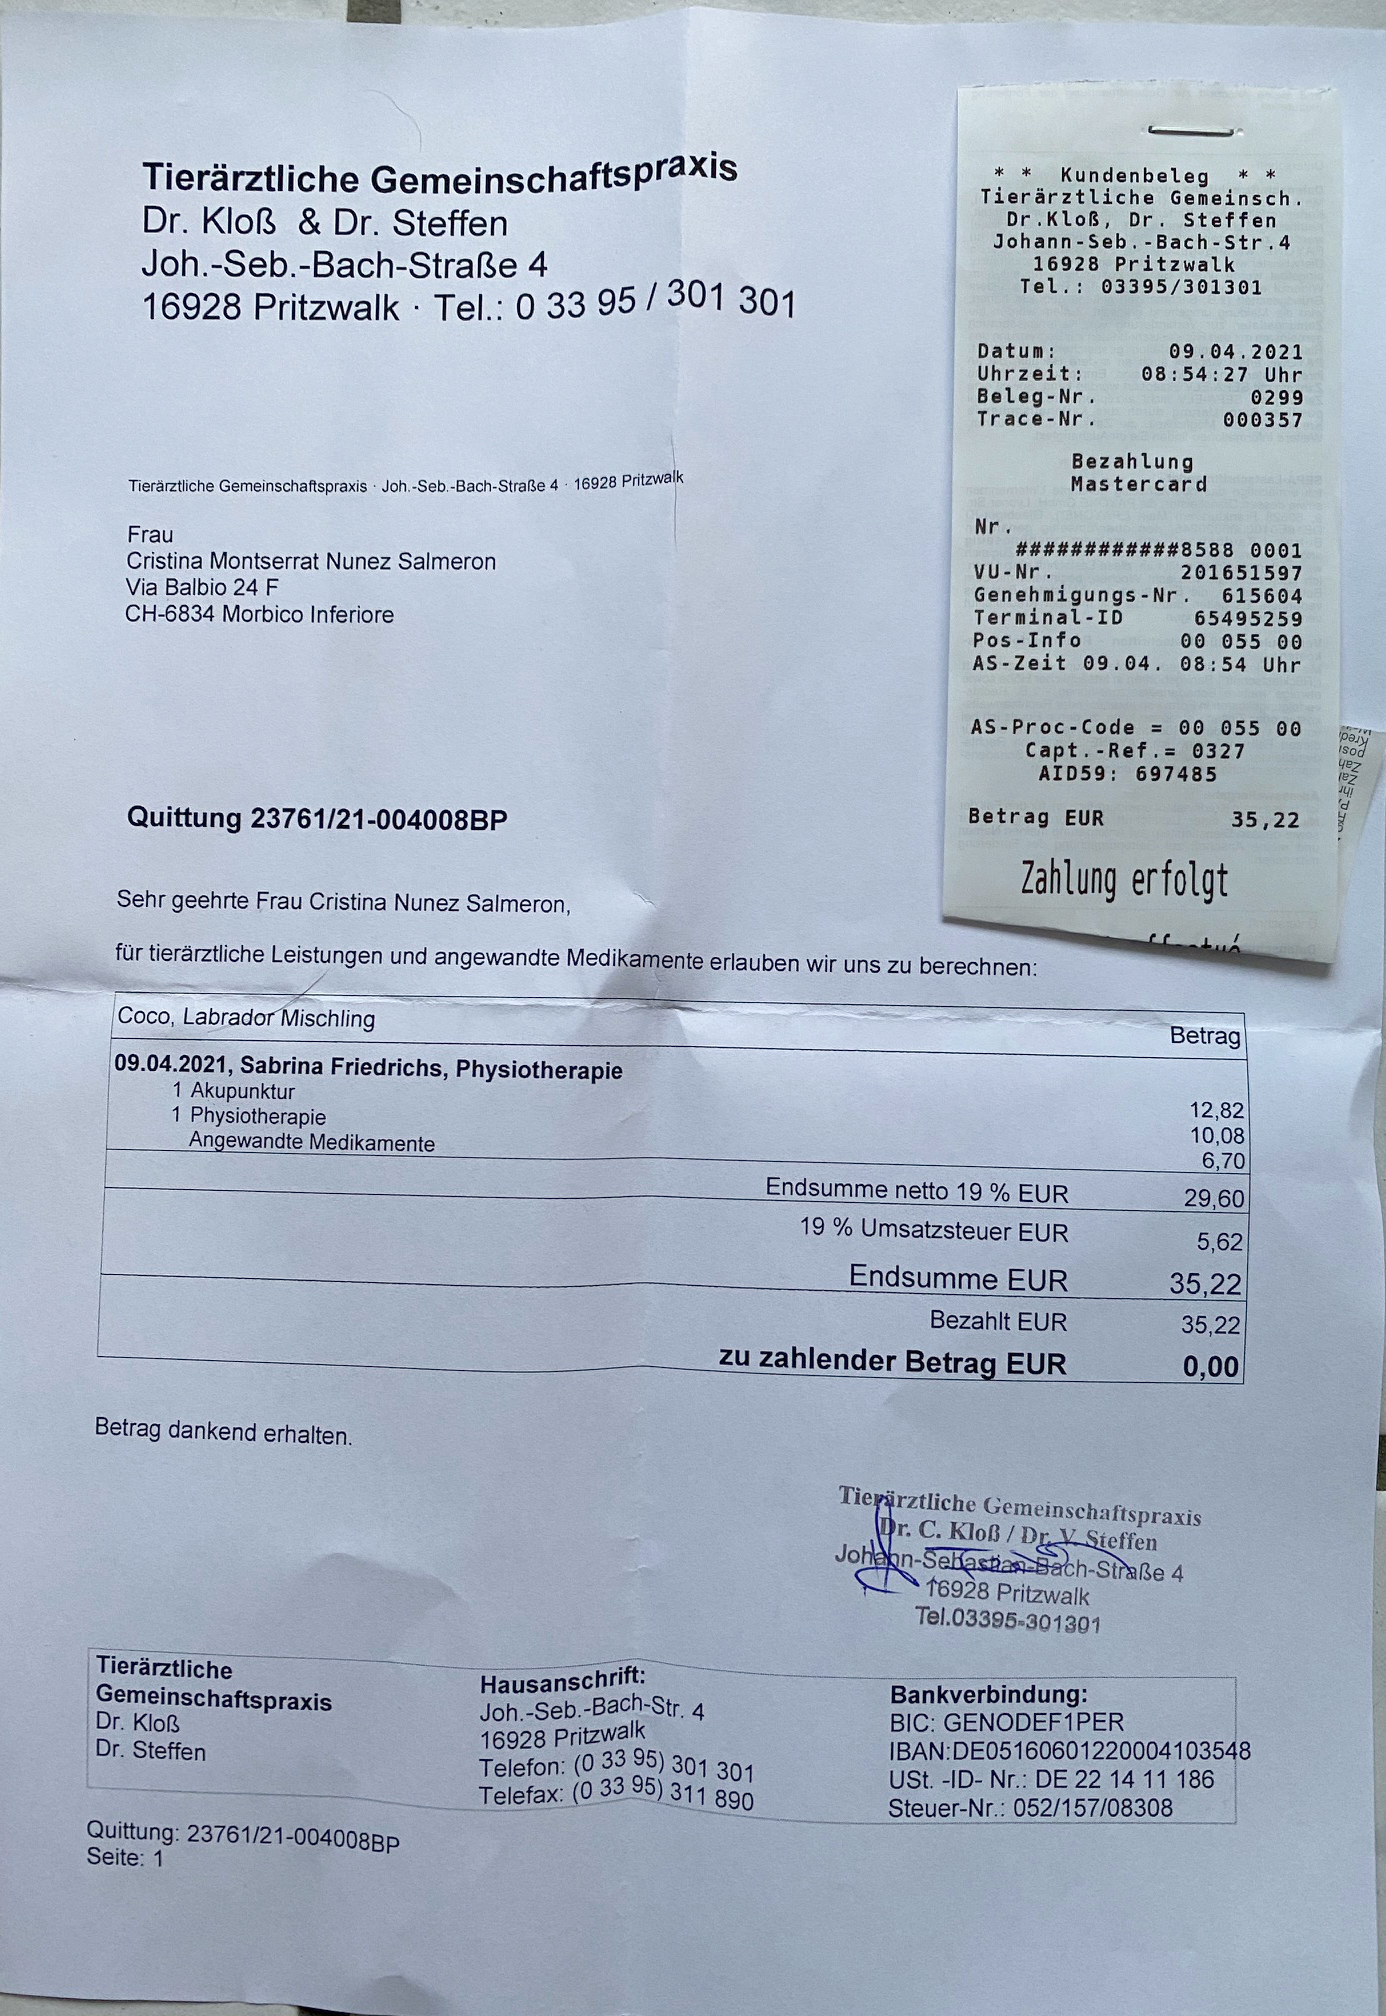 Tierärztliche Gemeinschaftspraxis
Dr. Kloß & Dr. Steffen
Joh.-Seb.-Bach-Straße 4
16928 Pritzwalk · Tel.: 0 33 95 / 301 301
* * Kundenbeleg * *
Tierärztliche Gemeinsch.
Dr.Kloß, Dr. Steffen
Johann-Seb.-Bach-Str.4
16928 Pritzwalk
Tel.: 03395/301301
Datum: 09.04.2021
Uhrzeit: 08:54:27 Uhr
Beleg-Nr. 0299
Trace-Nr. 000357
Bezahlung
Mastercard
Nr.
############8588 0001
VU-Nr. 201651597
Genehmigungs-Nr. 615604
Terminal-ID 65495259
Pos-Info 00 055 00
AS-Zeit 09.04. 08:54 Uhr
AS-Proc-Code = 00 055 00
Capt.-Ref.= 0327
AID59: 697485
Betrag EUR 35,22
Zahlung erfolgt
Tierärztliche Gemeinschaftspraxis · Joh.-Seb.-Bach-Straße 4 · 16928 Pritzwalk
Frau
Cristina Montserrat Nunez Salmeron
Via Balbio 24 F
CH-6834 Morbico Inferiore
Quittung 23761/21-004008BP
Sehr geehrte Frau Cristina Nunez Salmeron,
für tierärztliche Leistungen und angewandte Medikamente erlauben wir uns zu berechnen:
Coco, Labrador Mischling Betrag
09.04.2021, Sabrina Friedrichs, Physiotherapie
1 Akupunktur 12,82
1 Physiotherapie 10,08
Angewandte Medikamente 6,70
Endsumme netto 19 % EUR 29,60
19 % Umsatzsteuer EUR 5,62
Endsumme EUR 35,22
Bezahlt EUR 35,22
zu zahlender Betrag EUR 0,00
Betrag dankend erhalten.
Tierärztliche Gemeinschaftspraxis
Dr. C. Kloß / Dr. V. Steffen
Johann-Sebastian-Bach-Straße 4
16928 Pritzwalk
Tel.03395-301301
Tierärztliche
Gemeinschaftspraxis
Dr. Kloß
Dr. Steffen
Hausanschrift:
Joh.-Seb.-Bach-Str. 4
16928 Pritzwalk
Telefon: (0 33 95) 301 301
Telefax: (0 33 95) 311 890
Bankverbindung:
BIC: GENODEF1PER
IBAN:DE05160601220004103548
USt. -ID- Nr.: DE 22 14 11 186
Steuer-Nr.: 052/157/08308
Quittung: 23761/21-004008BP
Seite: 1